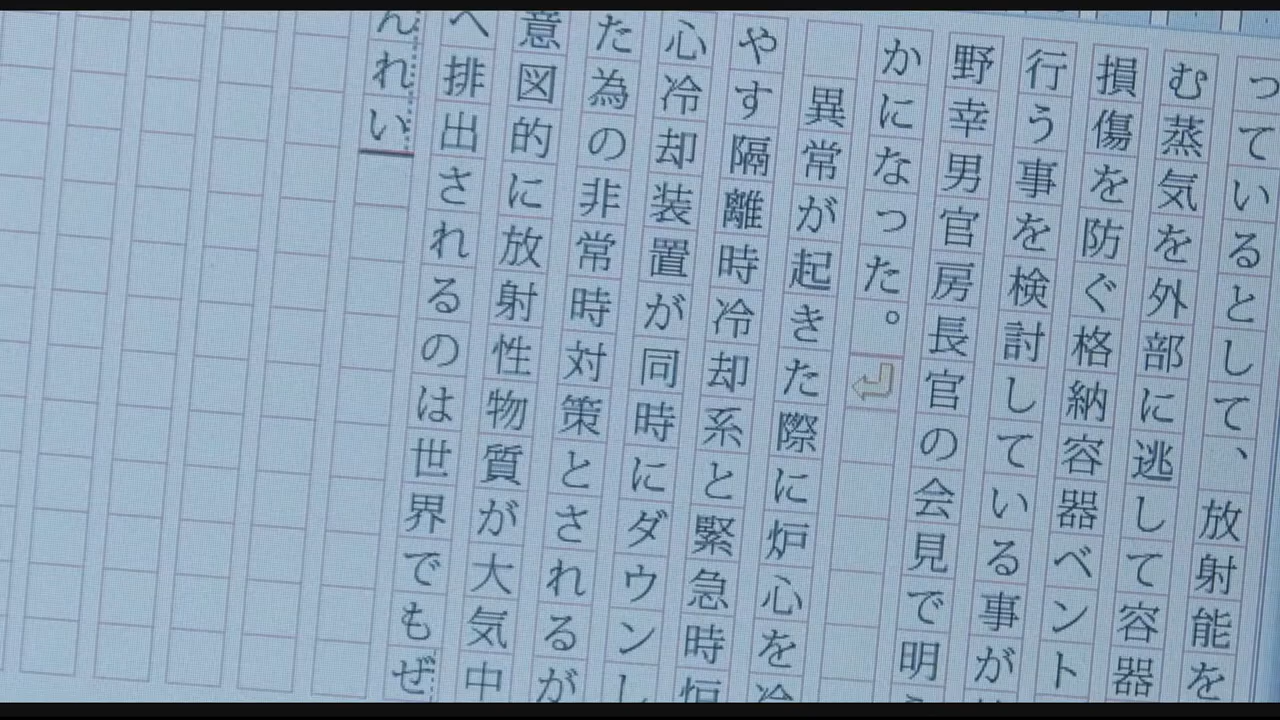 っているとして、放射能を
む蒸気を外部に逃して容器
損傷を防ぐ格納容器ベント
行う事を検討している事が
野幸男官房長官の会見で明
かになった。
異常が起きた際に炉心を冷
やす隔離時冷却系と緊急時
心冷却装置が同時にダウンし
た為の非常時対策とされるが
意図的に放射性物質が大気中
へ排出されるのは世界でもぜ
んれい